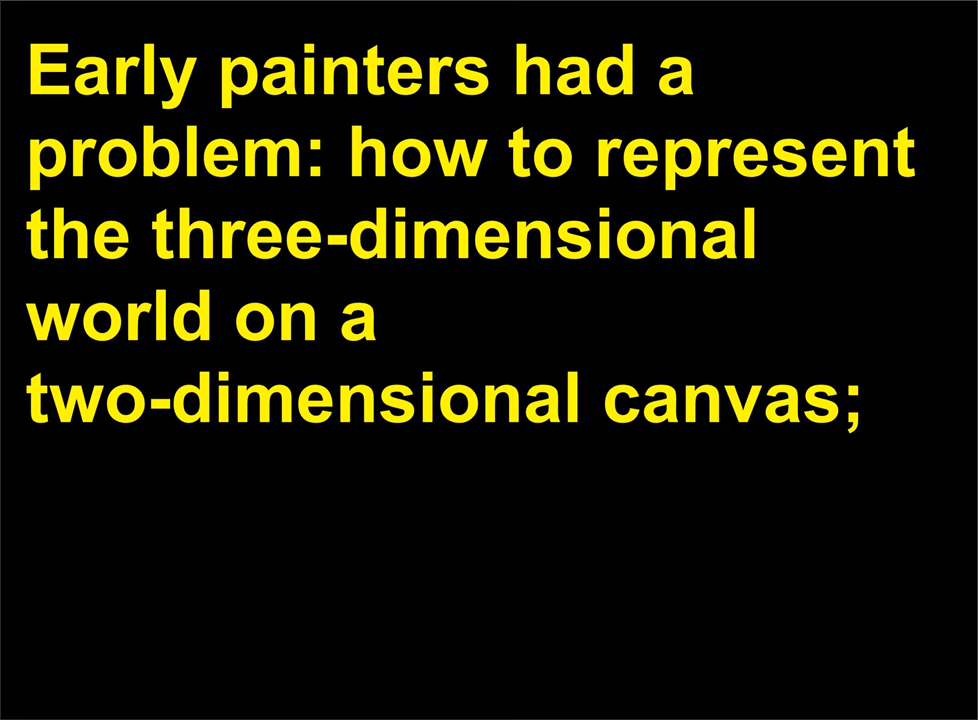 Early painters had a
problem: how to represent
the three-dimensional
world on a
two-dimensional canvas;